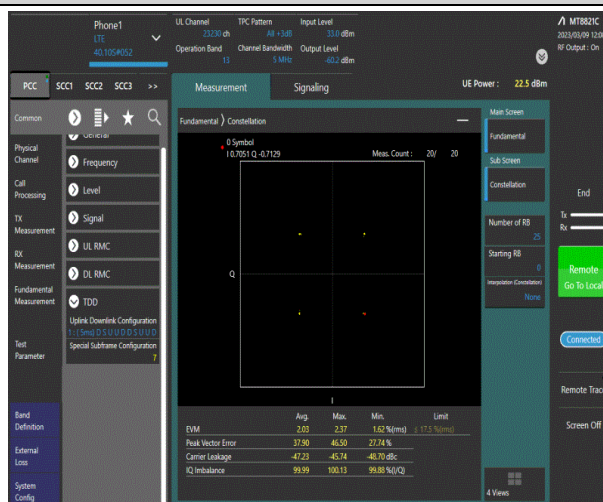 Phone1
LTE
40.10S#052
UL Channel
23230 ch
TPC Pattern
All +3dB
Input Level
33.0 dBm
Operation Band
13
Channel Bandwidth
5 MHz
Output Level
-60.2 dBm
MT8821C
2023/03/09 12:0
RF Output : On
PCC SCC1 SCC2 SCC3 >>
Measurement
Signaling
UE Power : 22.5 dBm
Common
Physical
Channel
Call
Processing
TX
Measurement
RX
Measurement
Fundamental
Measurement
Test
Parameter
Band
Definition
External
Loss
System
Config
General
Frequency
Level
Signal
UL RMC
DL RMC
TDD
Uplink Downlink Configuration
1 : ( 5ms) D S U U D D S U U D
Special Subframe Configuration
7
Fundamental ⟩ Constellation
0 Symbol
I 0.7051 Q -0.7129
Meas. Count : 20/ 20
Q
I
Avg. Max. Min. Limit
EVM 2.03 2.37 1.62 %(rms) ≤ 17.5 %(rms)
Peak Vector Error 37.90 46.50 27.74 %
Carrier Leakage -47.23 -45.74 -48.70 dBc
IQ Imbalance 99.99 100.13 99.88 %(I/Q)
Main Screen
Fundamental
Sub Screen
Constellation
Number of RB
25
Starting RB
0
Interpolation (Constellation)
None
4 Views
End
Tx
Rx
Remote
Go To Local
Connected
Remote Trac
Screen Off